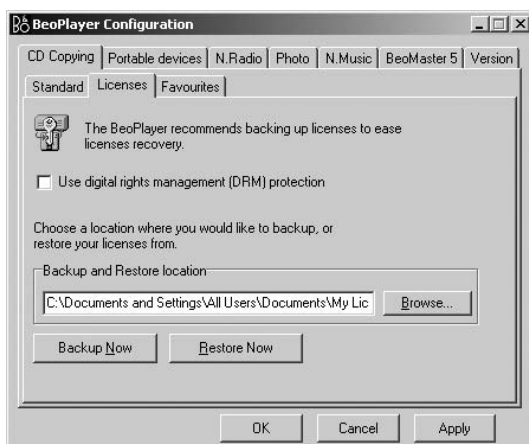 BeoPlayer Configuration
CD Copying Portable devices N.Radio Photo N.Music BeoMaster 5 Version
Standard Licenses Favourites
The BeoPlayer recommends backing up licenses to ease
licenses recovery.
Use digital rights management (DRM) protection
Choose a location where you would like to backup, or
restore your licenses from.
Backup and Restore location
C:\Documents and Settings\All Users\Documents\My Lic
Browse...
Backup Now Restore Now
OK Cancel Apply